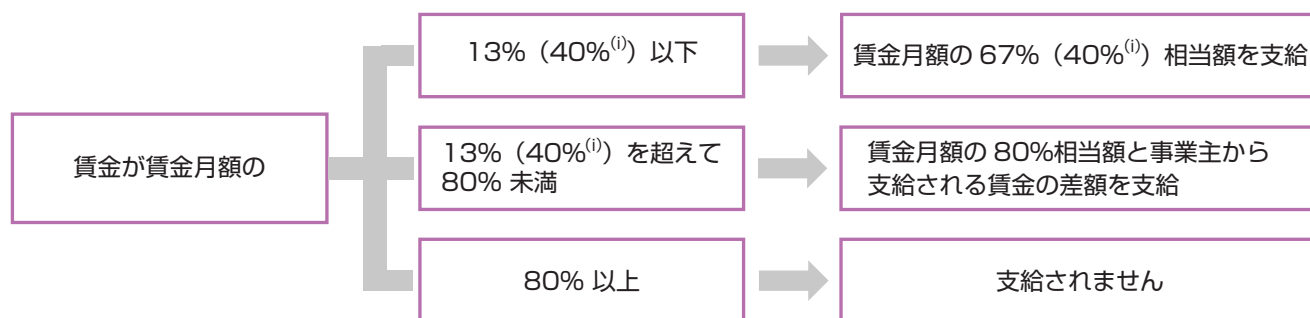 賃金が賃金月額の
13%（40%(i)）以下
賃金月額の 67%（40%(i)）相当額を支給
13%（40%(i)）を超えて
80% 未満
賃金月額の 80%相当額と事業主から
支給される賃金の差額を支給
80% 以上
支給されません